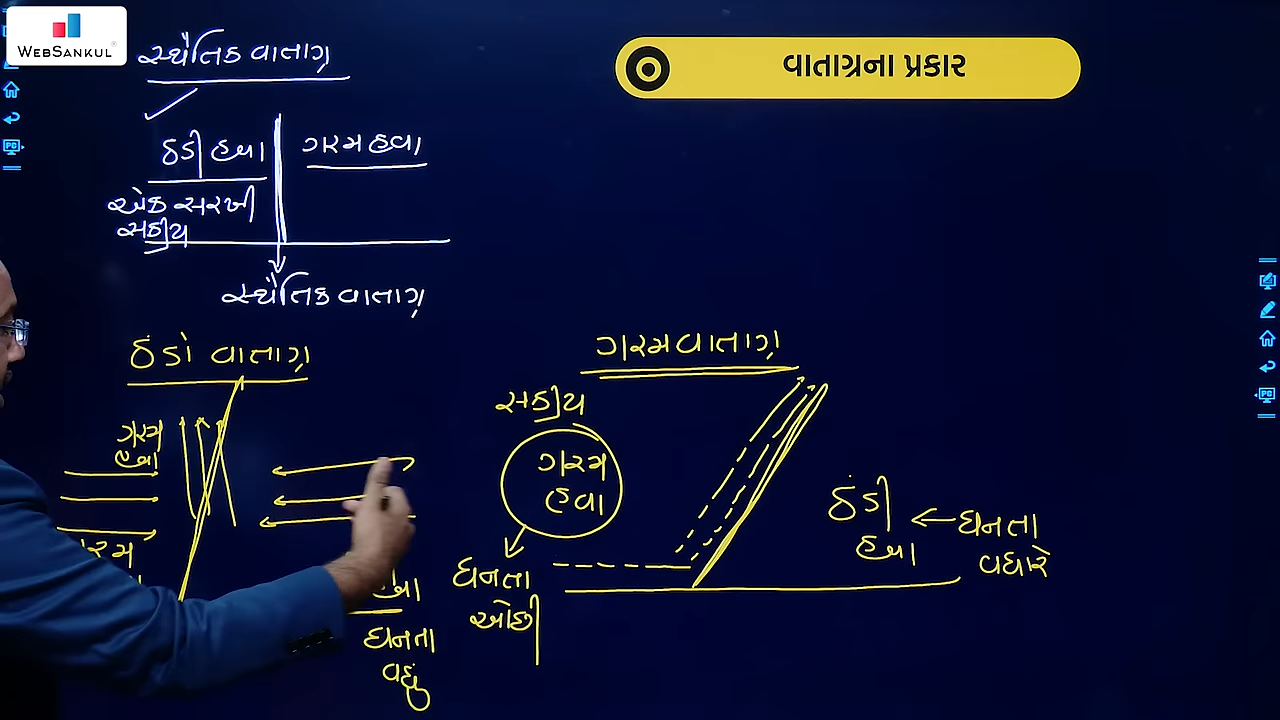 WEBSANKUL
વાતાગ્રના પ્રકાર
સ્થૈતિક વાતાગ્ર
ઠંડી હવા
ગરમ હવા
એક સરખી
સક્રીય
સ્થૈતિક વાતાગ્ર
ઠંડો વાતાગ્ર
ગરમ
હવા
હવા
ઘનતા
વધુ
ગરમ વાતાગ્ર
સક્રીય
ગરમ
હવા
ઘનતા
ઓછી
ઠંડી
હવા
ઘનતા
વધારે